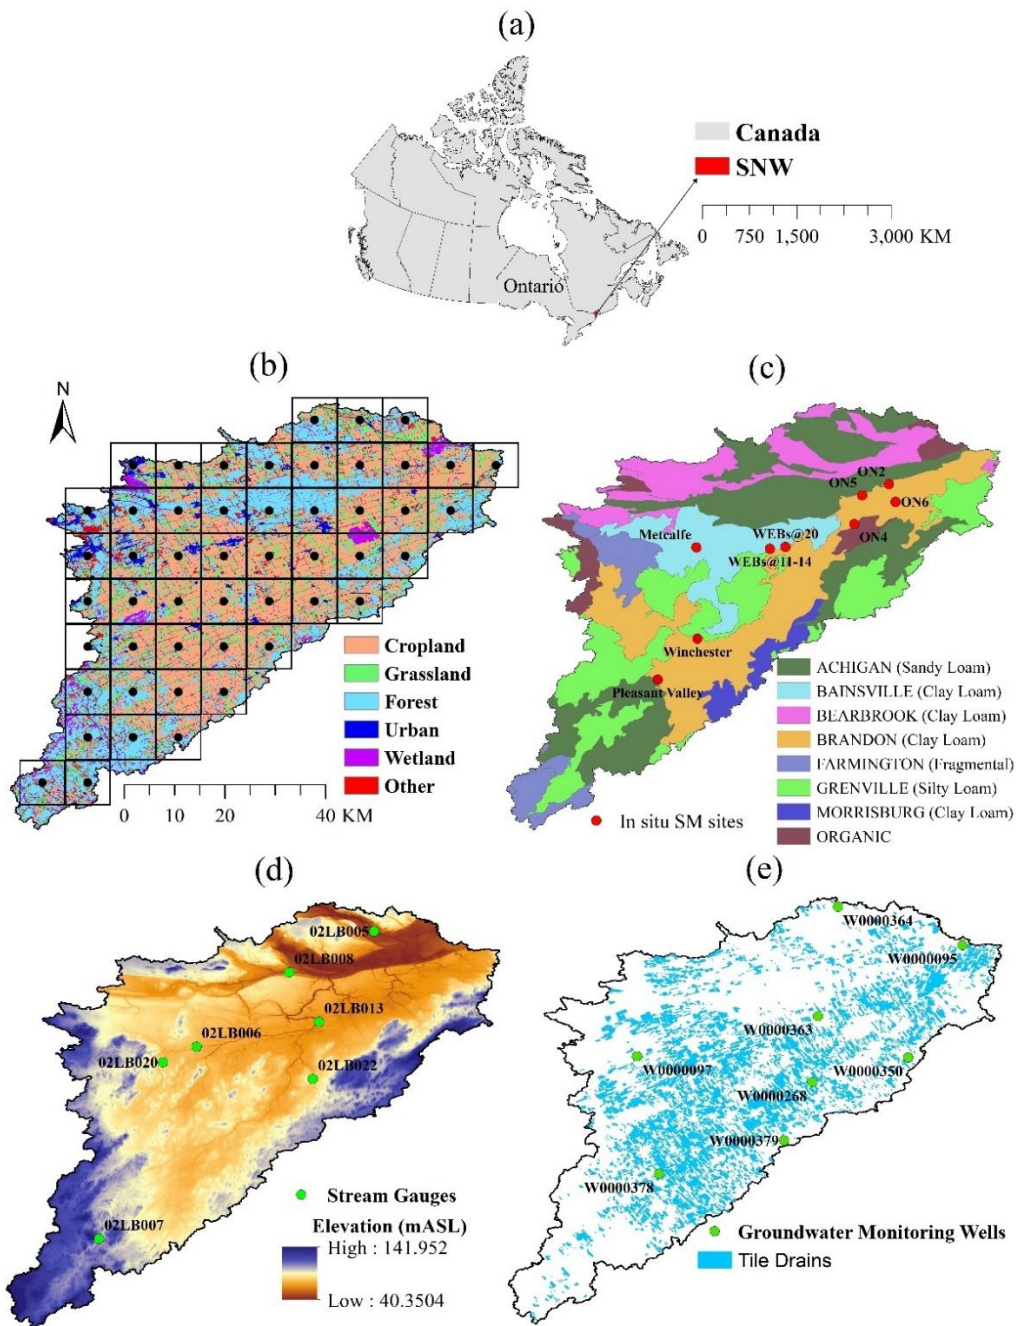 (a)
Canada
SNW
0 750 1,500 3,000 KM
Ontario
(b)
N
Cropland
Grassland
Forest
Urban
Wetland
Other
0 10 20 40 KM
(c)
ON2
ON5
ON6
ON4
Metcalfe
WEBs@20
WEBs@11-14
Winchester
Pleasant Valley
In situ SM sites
ACHIGAN (Sandy Loam)
BAINSVILLE (Clay Loam)
BEARBROOK (Clay Loam)
BRANDON (Clay Loam)
FARMINGTON (Fragmental)
GRENVILLE (Silty Loam)
MORRISBURG (Clay Loam)
ORGANIC
(d)
02LB005
02LB008
02LB013
02LB006
02LB020
02LB022
02LB007
Stream Gauges
Elevation (mASL)
High : 141.952
Low : 40.3504
(e)
W0000364
W0000095
W0000363
W0000097
W0000350
W0000268
W0000379
W0000378
Groundwater Monitoring Wells
Tile Drains